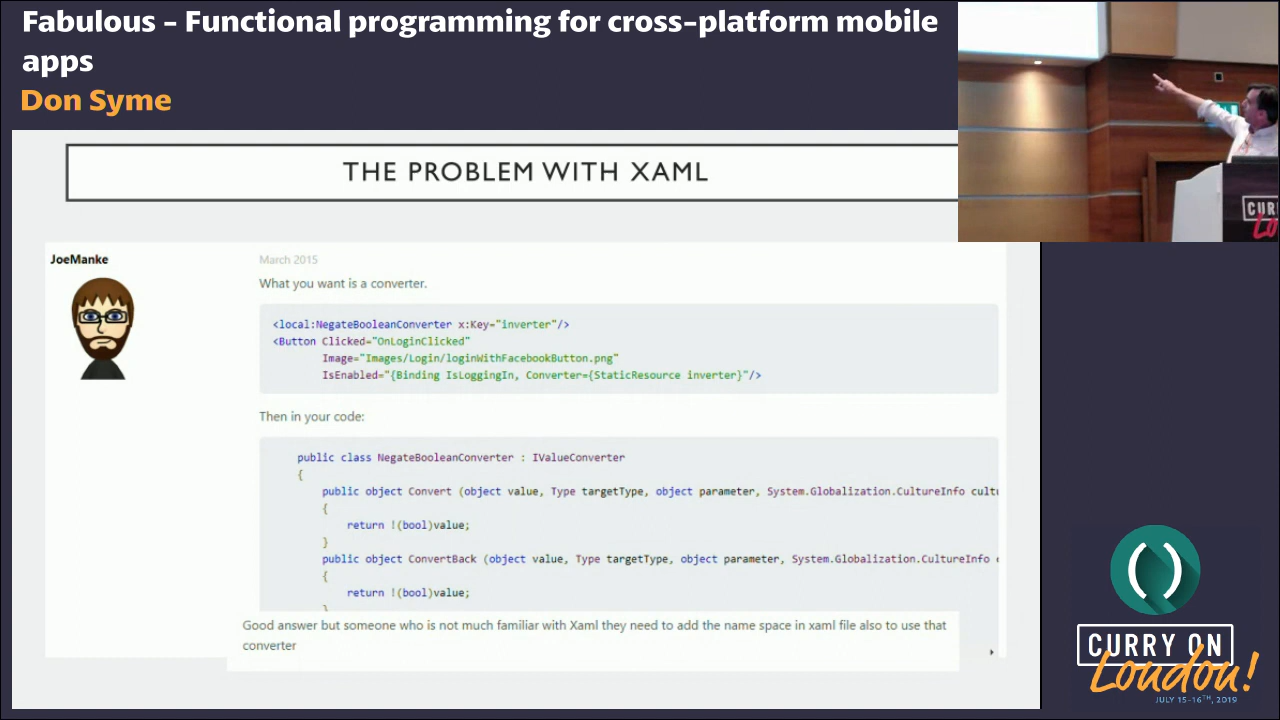 Fabulous - Functional programming for cross-platform mobile
apps
Don Syme
THE PROBLEM WITH XAML
JoeManke
March 2015
What you want is a converter.
<local:NegateBooleanConverter x:Key="inverter"/>
<Button Clicked="OnLoginClicked"
Image="Images/Login/loginWithFacebookButton.png"
IsEnabled="{Binding IsLoggingIn, Converter={StaticResource inverter}"/>
Then in your code:
public class NegateBooleanConverter : IValueConverter
{
public object Convert (object value, Type targetType, object parameter, System.Globalization.CultureInfo cultu
{
return !(bool)value;
}
public object ConvertBack (object value, Type targetType, object parameter, System.Globalization.CultureInfo c
{
return !(bool)value;
}
Good answer but someone who is not much familiar with Xaml they need to add the name space in xaml file also to use that
converter
CUR
Lo
()
CURRY ON
London!
JULY 15-16TH, 2019